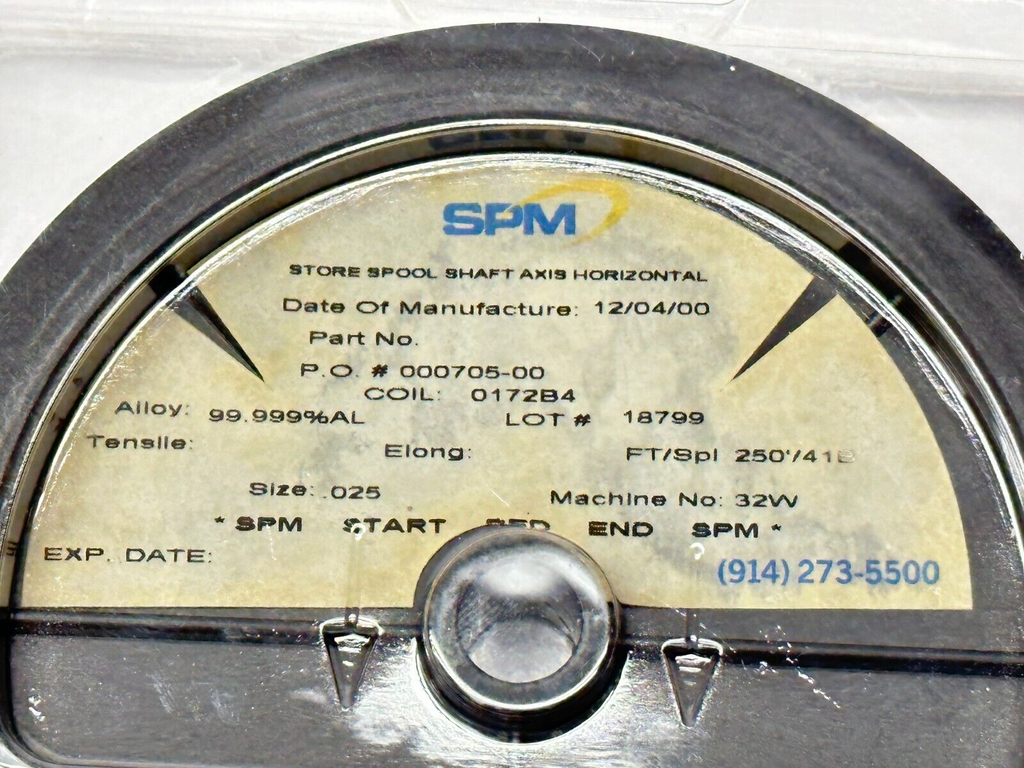 SPM
STORE SPOOL SHAFT AXIS HORIZONTAL
Date Of Manufacture: 12/04/00
Part No.
P.O. # 000705-00
COIL: 0172B4
Alloy: 99.999%AL LOT # 18799
Tensile: Elong: FT/Spl
Size: .025 Machine No: 32W
* SPM START RED END SPM *
EXP. DATE: (914) 273-5500